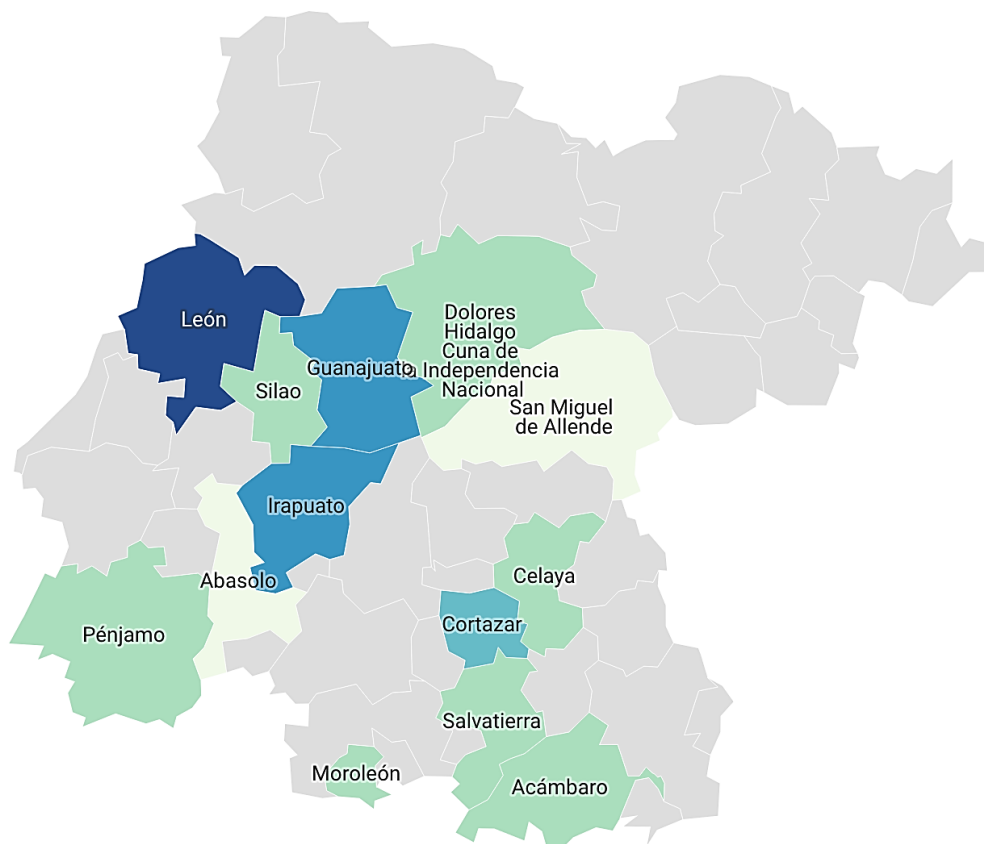 León
Dolores
Hidalgo
Cuna de
la Independencia
Nacional
Guanajuato
Silao
San Miguel
de Allende
Irapuato
Abasolo
Celaya
Cortazar
Pénjamo
Salvatierra
Moroleón
Acámbaro